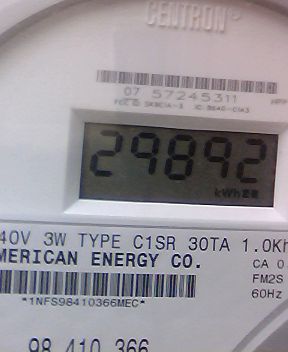 CENTRON
07 57245311
29892
kWh
40V 3W TYPE C1SR 30TA 1.0Kh
MERICAN ENERGY CO.
CA 0
FM2S
*1NFS98410366MEC*
60Hz
98 410 366